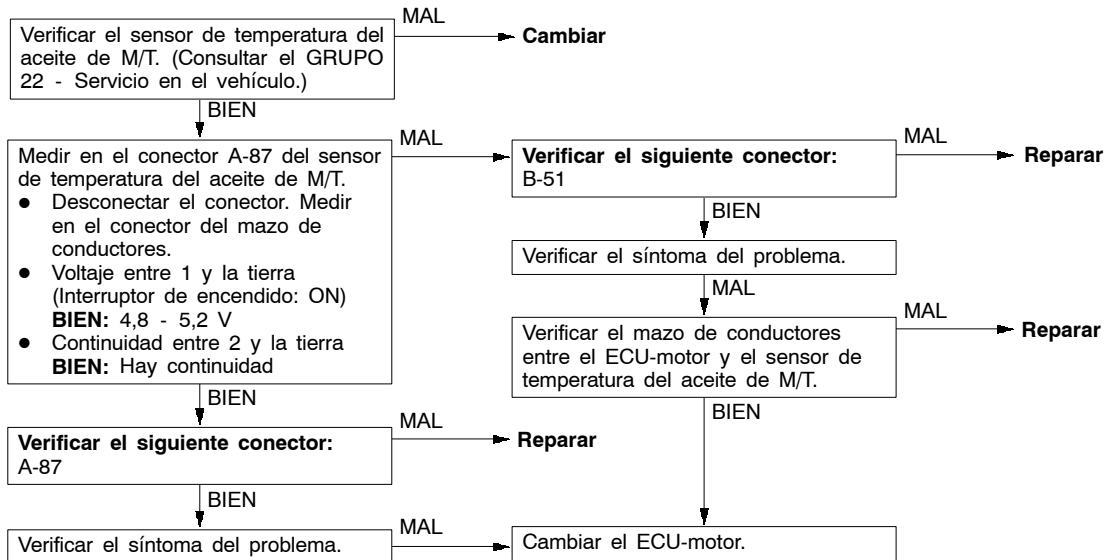 Verificar el sensor de temperatura del
aceite de M/T. (Consultar el GRUPO
22 - Servicio en el vehículo.)
MAL
Cambiar
BIEN
Medir en el conector A-87 del sensor
de temperatura del aceite de M/T.
● Desconectar el conector. Medir
en el conector del mazo de
conductores.
● Voltaje entre 1 y la tierra
(Interruptor de encendido: ON)
BIEN: 4,8 - 5,2 V
● Continuidad entre 2 y la tierra
BIEN: Hay continuidad
MAL
Verificar el siguiente conector:
B-51
MAL
Reparar
BIEN
Verificar el síntoma del problema.
MAL
Verificar el mazo de conductores
entre el ECU-motor y el sensor de
temperatura del aceite de M/T.
MAL
Reparar
BIEN
BIEN
Verificar el siguiente conector:
A-87
MAL
Reparar
BIEN
Verificar el síntoma del problema.
MAL
Cambiar el ECU-motor.